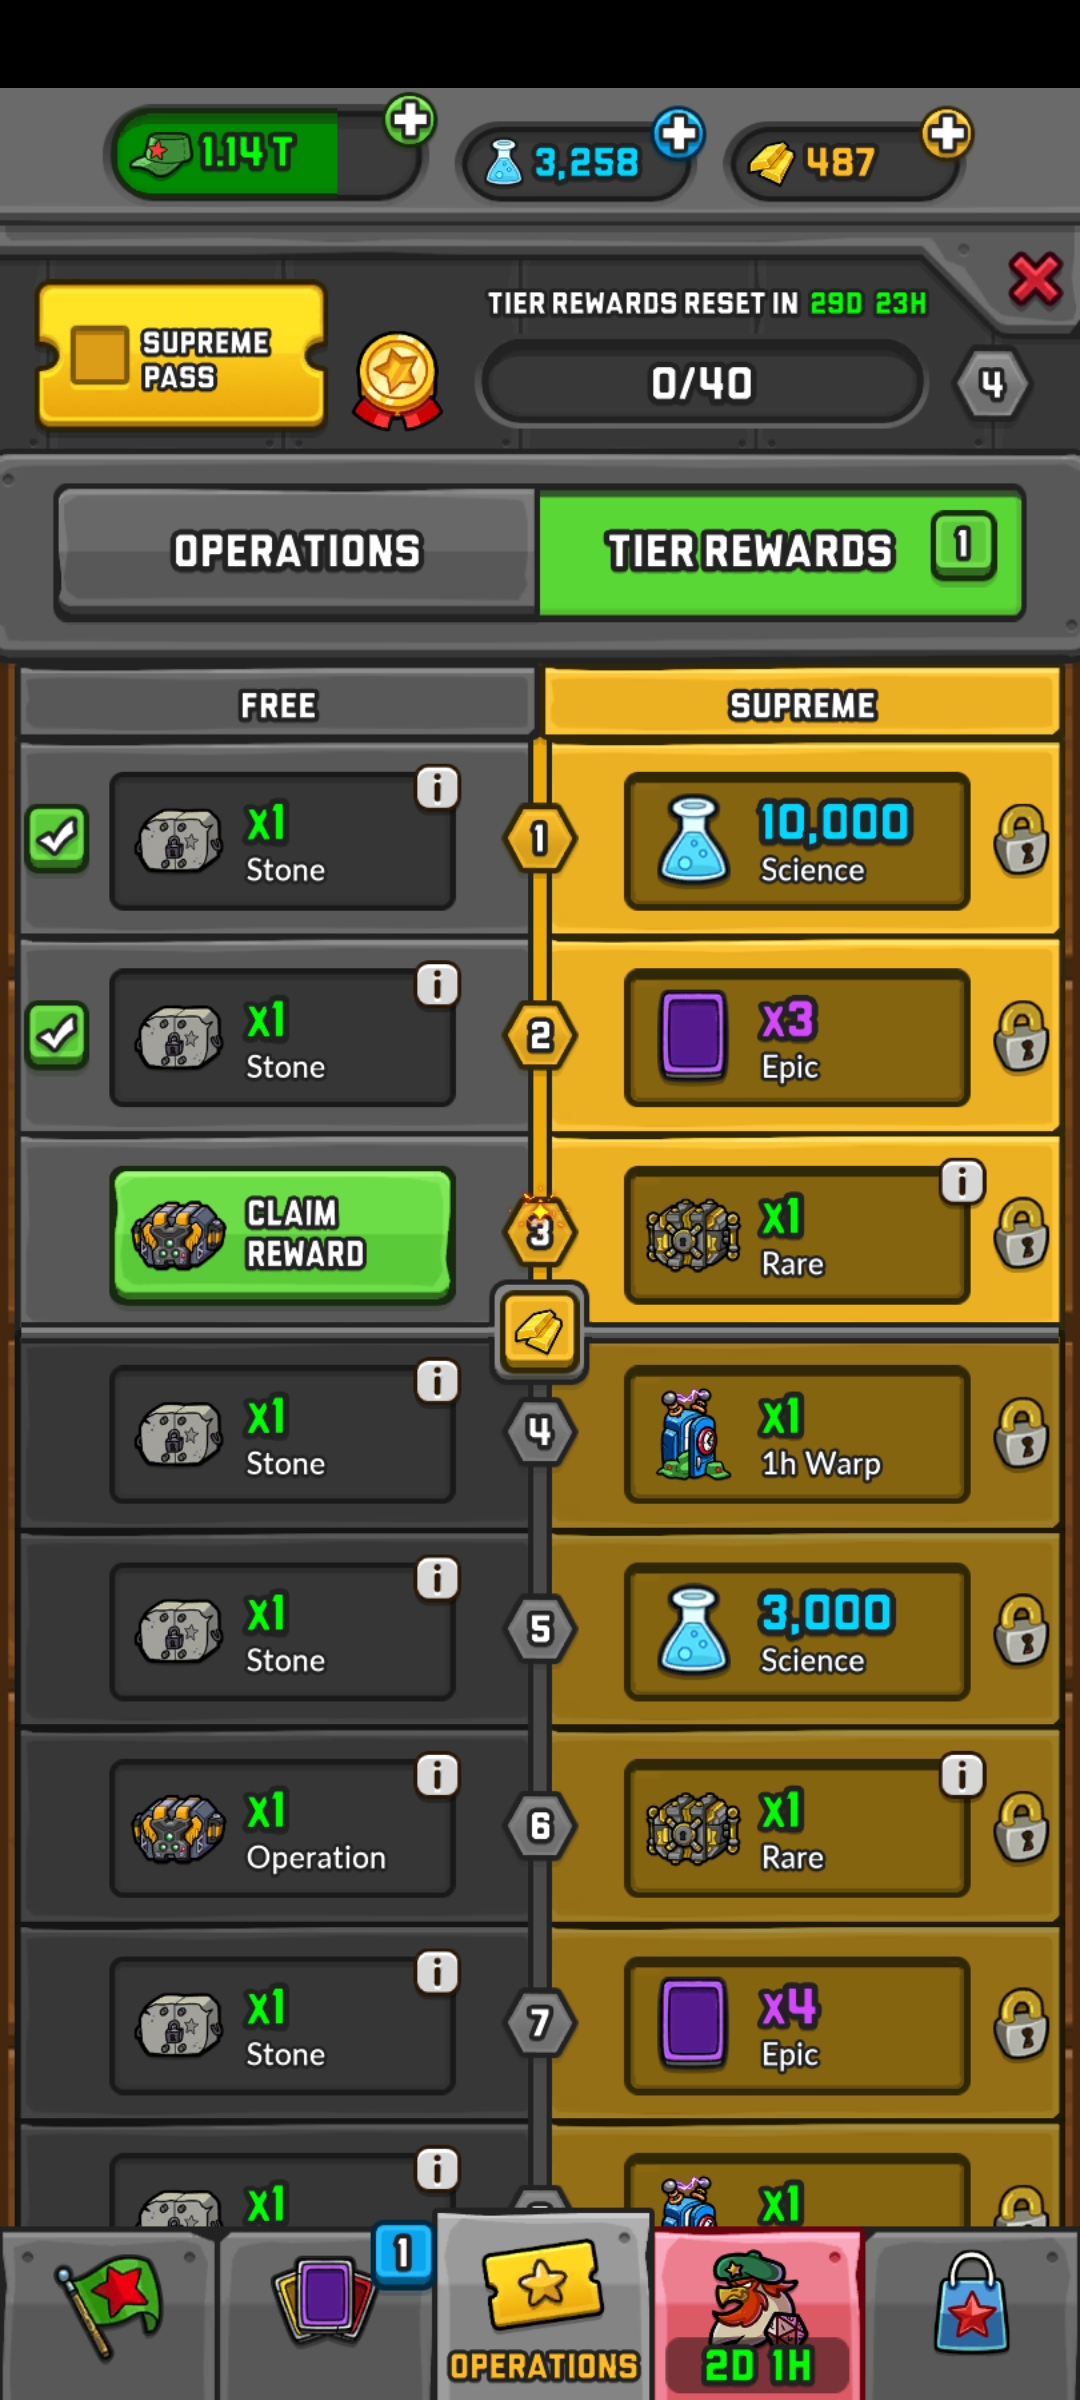 1.14 T
3,258
487
TIER REWARDS RESET IN 29D 23H
SUPREME
PASS
0/40
4
OPERATIONS
TIER REWARDS
1
FREE
SUPREME
x1
Stone
i
1
10,000
Science
x1
Stone
i
2
x3
Epic
CLAIM
REWARD
3
x1
Rare
i
x1
Stone
i
4
x1
1h Warp
x1
Stone
i
5
3,000
Science
x1
Operation
i
6
x1
Rare
i
x1
Stone
i
7
x4
Epic
x1
i
x1
1
OPERATIONS
2D 1H